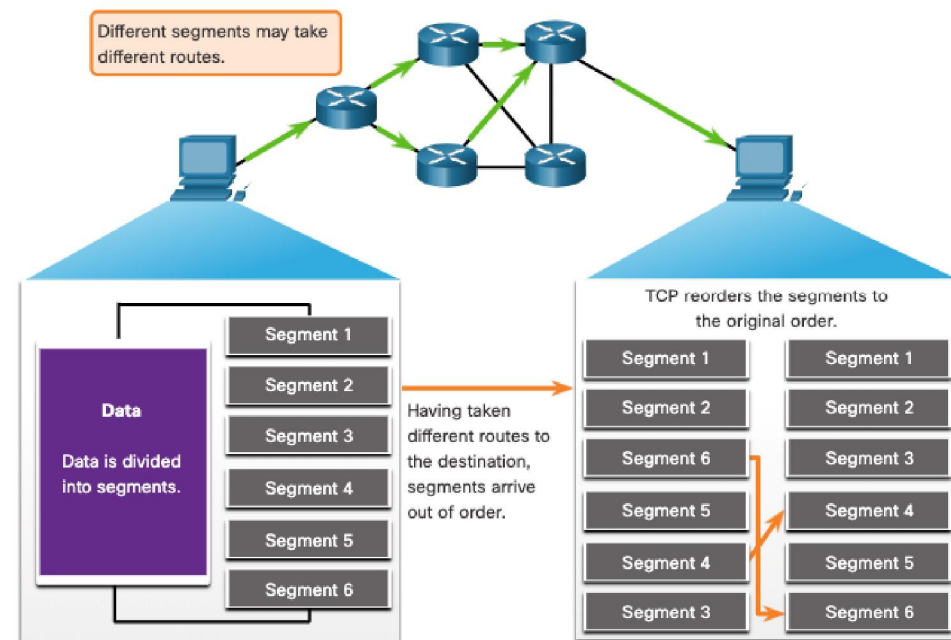 Different segments may take
different routes.
Data
Data is divided
into segments.
Segment 1
Segment 2
Segment 3
Segment 4
Segment 5
Segment 6
Having taken
different routes to
the destination,
segments arrive
out of order.
TCP reorders the segments to
the original order.
Segment 1
Segment 2
Segment 6
Segment 5
Segment 4
Segment 3
Segment 1
Segment 2
Segment 3
Segment 4
Segment 5
Segment 6